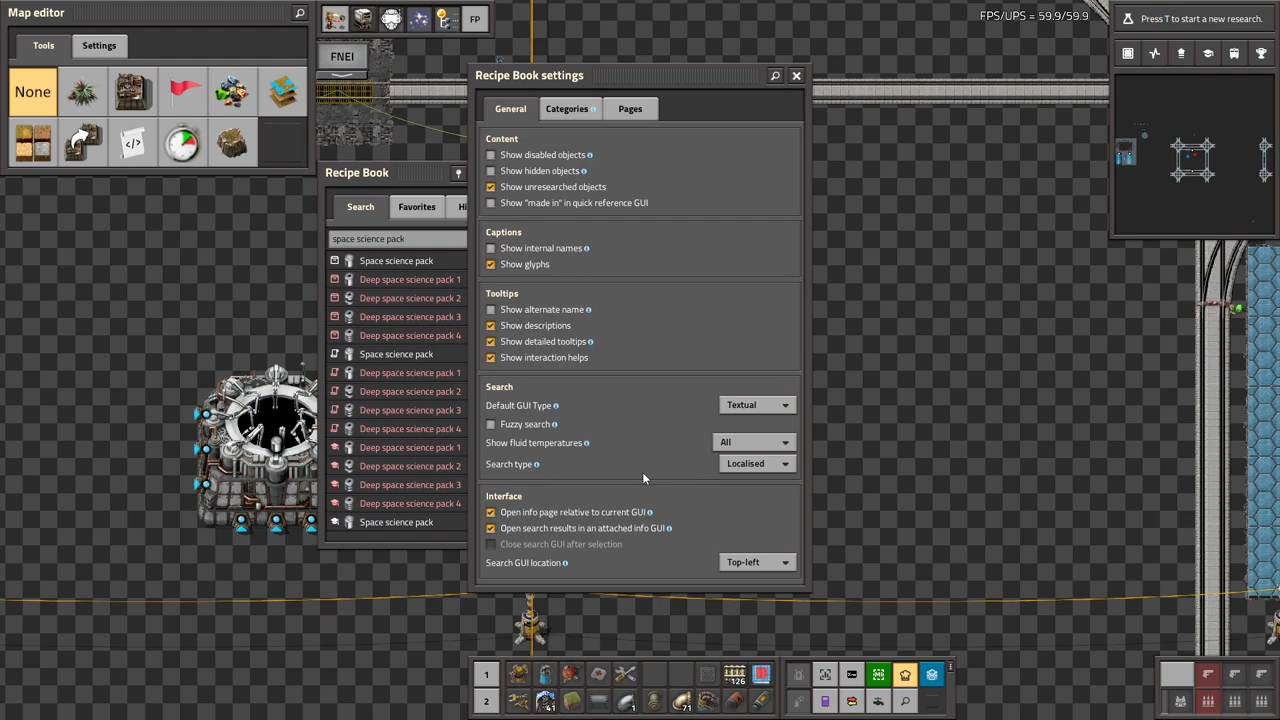 Map editor
Tools
Settings
None
FP
FNEI
FPS/UPS = 59.9/59.9
Press T to start a new research.
Recipe Book
Search
Favorites
Hi
space science pack
Space science pack
Deep space science pack 1
Deep space science pack 2
Deep space science pack 3
Deep space science pack 4
Space science pack
Deep space science pack 1
Deep space science pack 2
Deep space science pack 3
Deep space science pack 4
Deep space science pack 1
Deep space science pack 2
Deep space science pack 3
Deep space science pack 4
Space science pack
Recipe Book settings
General
Categories
Pages
Content
Show disabled objects
Show hidden objects
Show unresearched objects
Show "made in" in quick reference GUI
Captions
Show internal names
Show glyphs
Tooltips
Show alternate name
Show descriptions
Show detailed tooltips
Show interaction helps
Search
Default GUI Type
Textual
Fuzzy search
Show fluid temperatures
All
Search type
Localised
Interface
Open info page relative to current GUI
Open search results in an attached info GUI
Close search GUI after selection
Search GUI location
Top-left
1
126
2
41
1
71